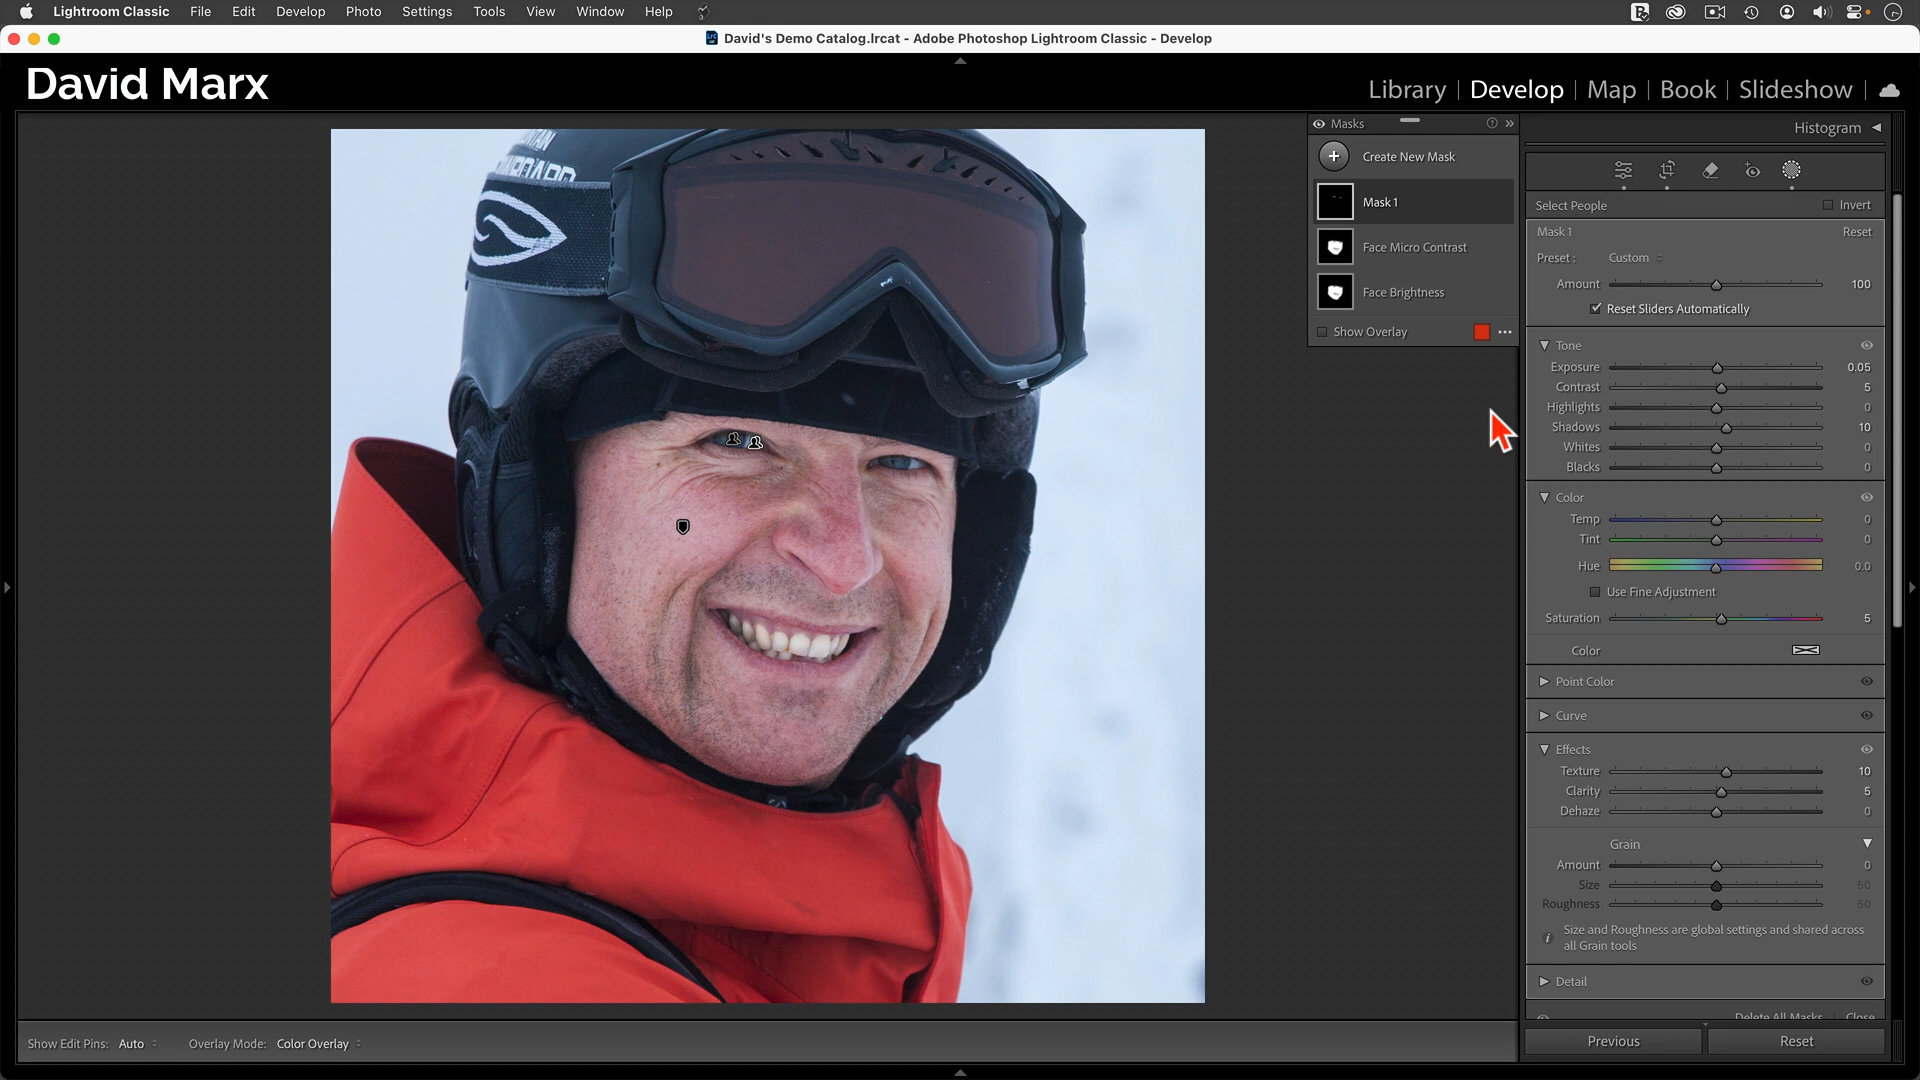 Lightroom Classic File Edit Develop Photo Settings Tools View Window Help
David's Demo Catalog.lrcat - Adobe Photoshop Lightroom Classic - Develop
David Marx
Library | Develop | Map | Book | Slideshow |
Histogram
Masks
Create New Mask
Mask 1
Face Micro Contrast
Face Brightness
Show Overlay
Select People Invert
Mask 1 Reset
Preset : Custom
Amount 100
Reset Sliders Automatically
Tone
Exposure 0.05
Contrast 5
Highlights 0
Shadows 10
Whites 0
Blacks 0
Color
Temp 0
Tint 0
Hue 0.0
Use Fine Adjustment
Saturation 5
Color
Point Color
Curve
Effects
Texture 10
Clarity 5
Dehaze 0
Grain
Amount 0
Size 50
Roughness 50
Size and Roughness are global settings and shared across
all Grain tools
Detail
Delete All Masks Close
Previous Reset
Show Edit Pins: Auto Overlay Mode: Color Overlay